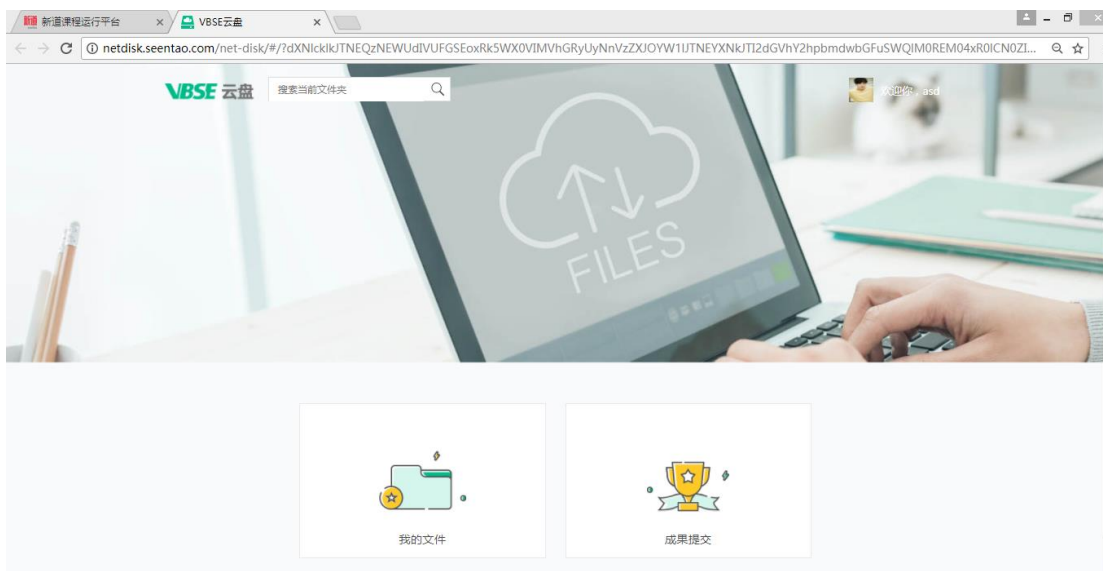 新道课程运行平台
VBSE云盘
netdisk.seentao.com/net-disk/#/?dXNlcklkJTNEQzNEWUdIVUFGSEoxRk5WX0VIMVhGRyUyNnVzZXJOYW1lJTNEYXNkJTI2dGVhY2hpbmdwbGFuSWQlM0REM04xR0lCN0ZI...
VBSE 云盘
搜索当前文件夹
欢迎你，asd
FILES
我的文件
成果提交